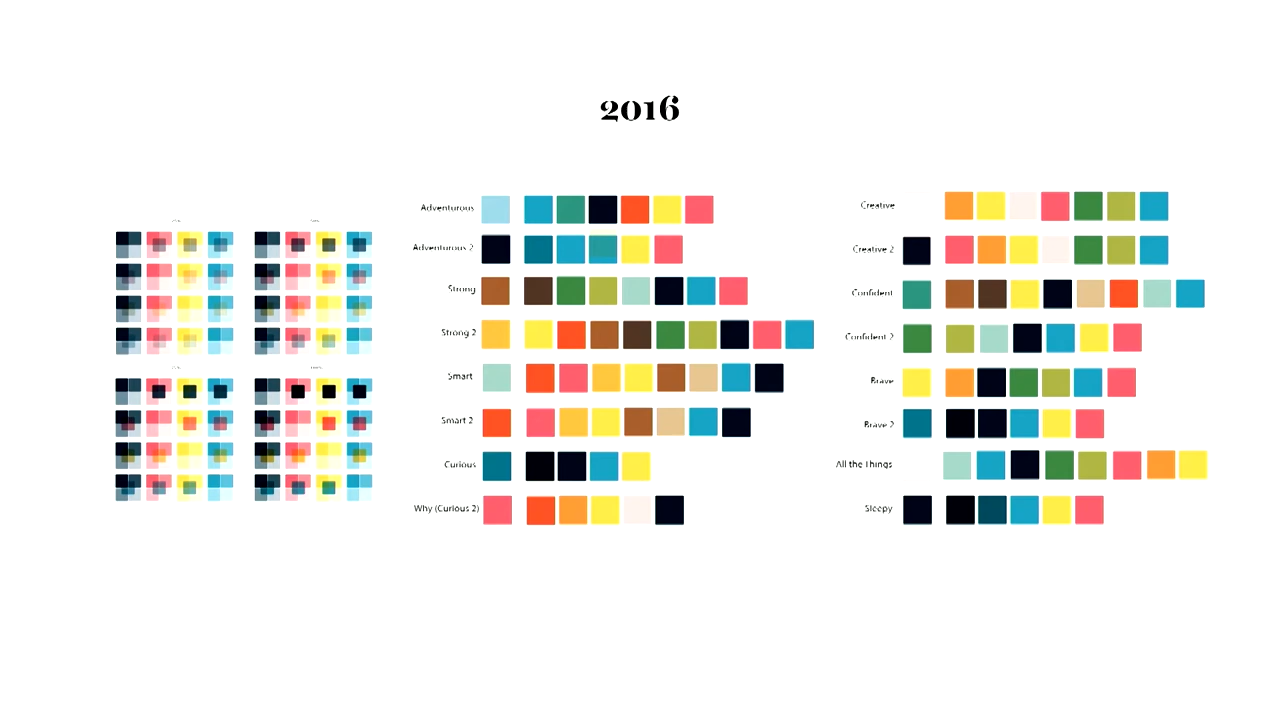 2016
Adventurous
Adventurous 2
Strong
Strong 2
Smart
Smart 2
Curious
Why (Curious 2)
Creative
Creative 2
Confident
Confident 2
Brave
Brave 2
All the Things
Sleepy